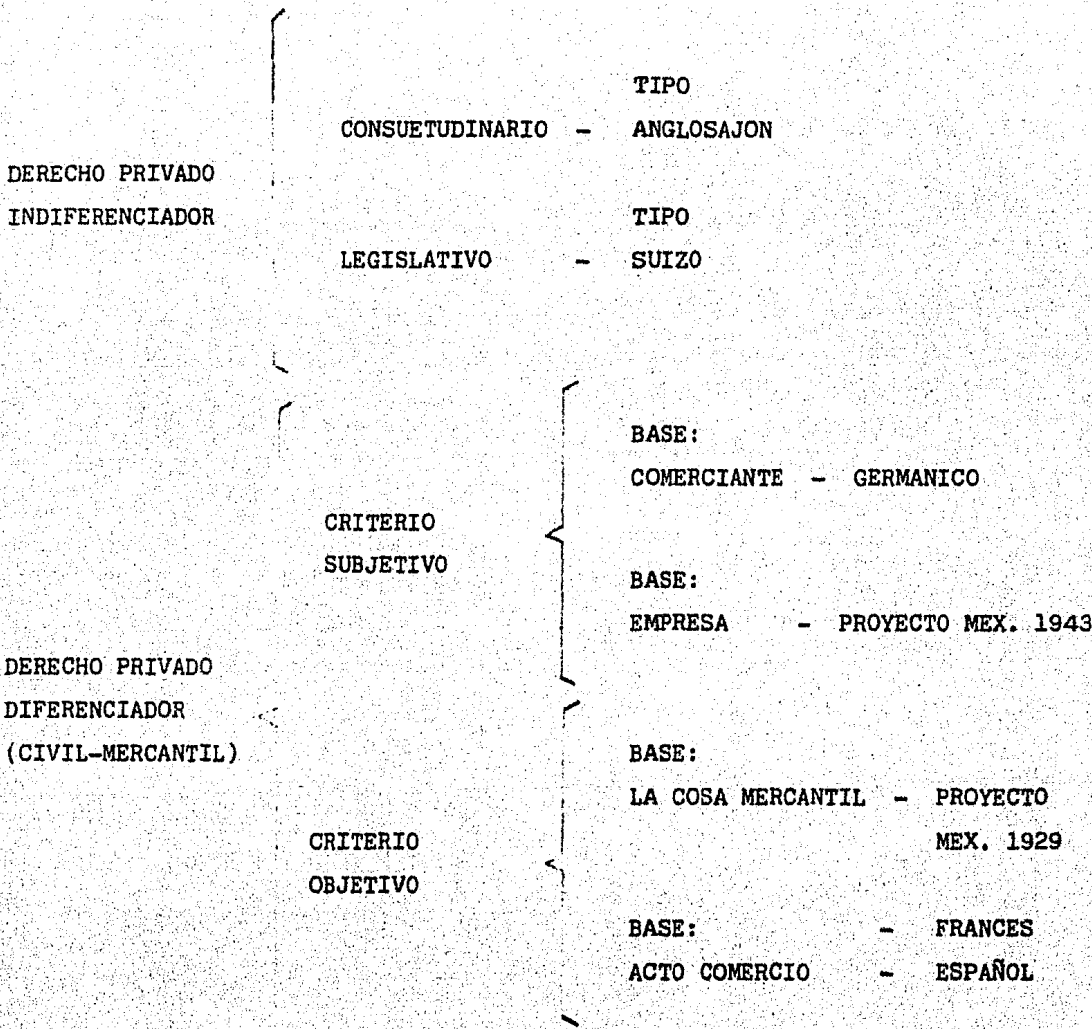 TIPO
CONSUETUDINARIO - ANGLOSAJON
DERECHO PRIVADO
INDIFERENCIADOR
TIPO
LEGISLATIVO - SUIZO
BASE:
COMERCIANTE - GERMANICO
CRITERIO
SUBJETIVO
BASE:
EMPRESA - PROYECTO MEX. 1943
DERECHO PRIVADO
DIFERENCIADOR
(CIVIL-MERCANTIL)
BASE:
LA COSA MERCANTIL - PROYECTO
MEX. 1929
CRITERIO
OBJETIVO
BASE: - FRANCES
ACTO COMERCIO - ESPAÑOL